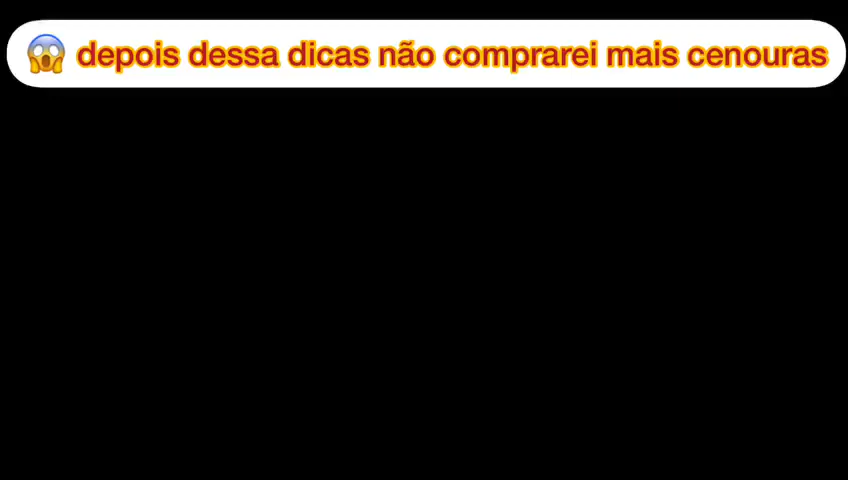 😱 depois dessa dicas não comprarei mais cenouras